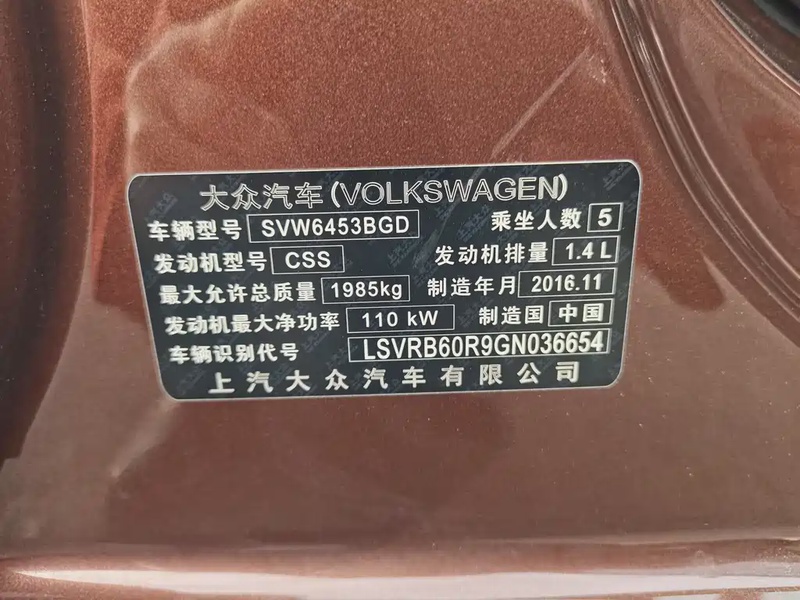 大众汽车(VOLKSWAGEN)
车辆型号 SVW6453BGD 乘坐人数 5
发动机型号 CSS 发动机排量 1.4 L
最大允许总质量 1985kg 制造年月 2016.11
发动机最大净功率 110 kW 制造国 中国
车辆识别代号 LSVRB60R9GN036654
上汽大众汽车有限公司